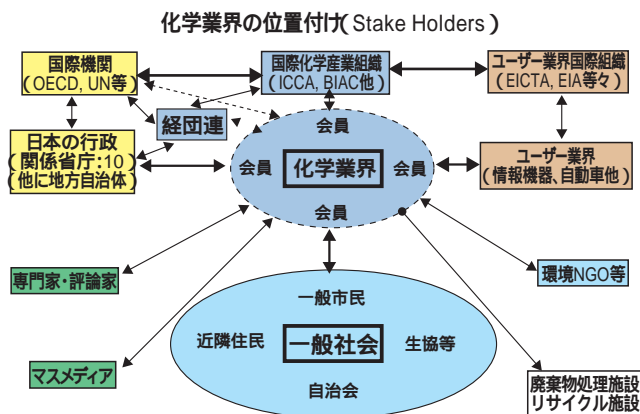 化学業界の位置付け(Stake Holders)
国際機関
(OECD, UN等)
国際化学産業組織
(ICCA, BIAC他)
ユーザー業界国際組織
(EICTA, EIA等々)
経団連
日本の行政
(関係省庁:10)
(他に地方自治体)
会員
会員
化学業界
会員
会員
ユーザー業界
(情報機器、自動車他)
専門家・評論家
環境NGO等
一般市民
近隣住民
一般社会
生協等
自治会
マスメディア
廃棄物処理施設
リサイクル施設